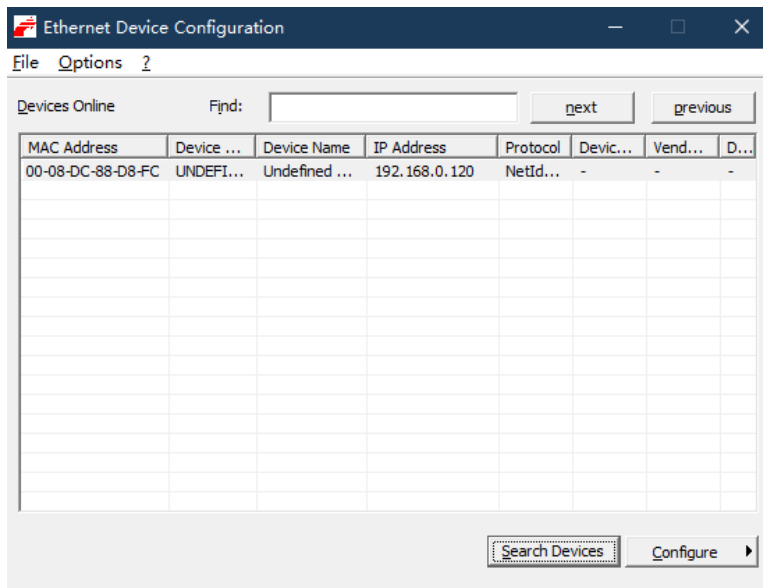 Ethernet Device Configuration
File Options ?
Devices Online Find: next previous
MAC Address Device ... Device Name IP Address Protocol Devic... Vend... D...
00-08-DC-88-D8-FC UNDEFI... Undefined ... 192.168.0.120 NetId... - - -
Search Devices Configure